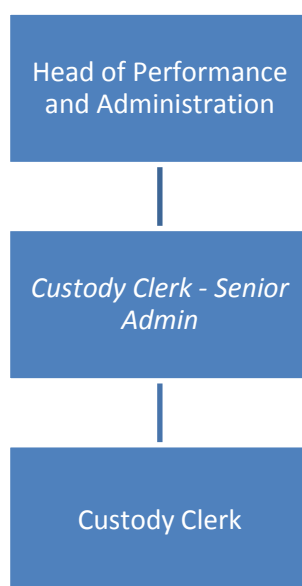 Head of Performance
and Administration
Custody Clerk - Senior
Admin
Custody Clerk